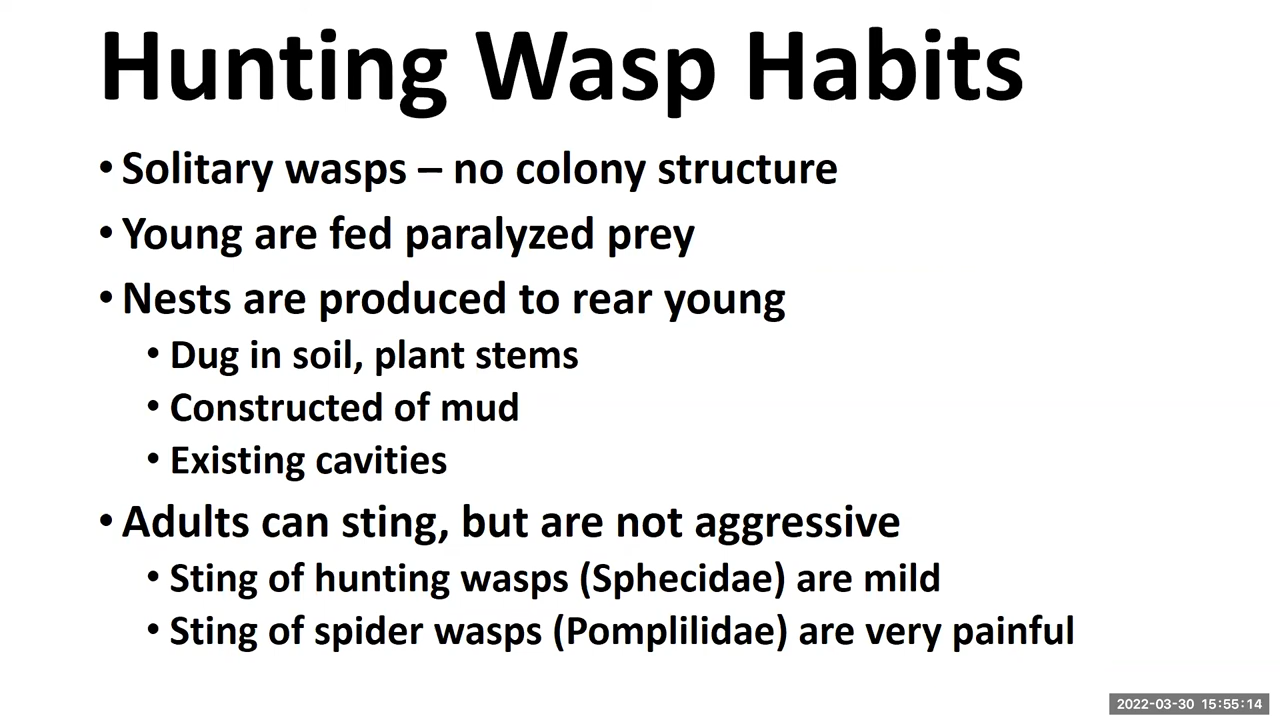 Hunting Wasp Habits
• Solitary wasps – no colony structure
• Young are fed paralyzed prey
• Nests are produced to rear young
• Dug in soil, plant stems
• Constructed of mud
• Existing cavities
• Adults can sting, but are not aggressive
• Sting of hunting wasps (Sphecidae) are mild
• Sting of spider wasps (Pomplilidae) are very painful
2022-03-30 15:55:14